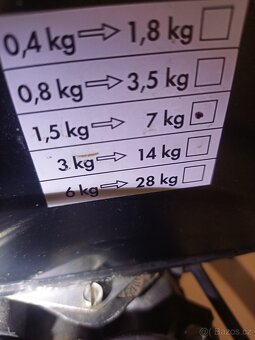 0,4 kg ⇨ 1,8 kg
0,8 kg ⇨ 3,5 kg
1,5 kg ⇨ 7 kg
3 kg ⇨ 14 kg
6 kg ⇨ 28 kg
Bazos.cz